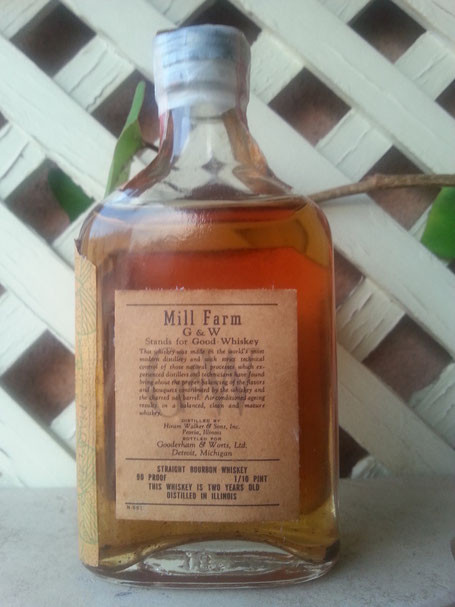 Mill Farm
G & W
Stands for Good Whiskey
This whiskey was made in the world's most
modern distillery and with strict technical
control of those natural processes which ex-
perienced distillers and technicians have found
bring about the proper balancing of the flavors
and bouquets contributed by the whiskey and
the charred oak barrel. Air-conditioned ageing
results in a balanced, clean and mature
whiskey.
DISTILLED BY
Hiram Walker & Sons, Inc.
Peoria, Illinois
BOTTLED FOR
Gooderham & Worts, Ltd.
Detroit, Michigan
STRAIGHT BOURBON WHISKEY
90 PROOF 1/10 PINT
THIS WHISKEY IS TWO YEARS OLD
DISTILLED IN ILLINOIS